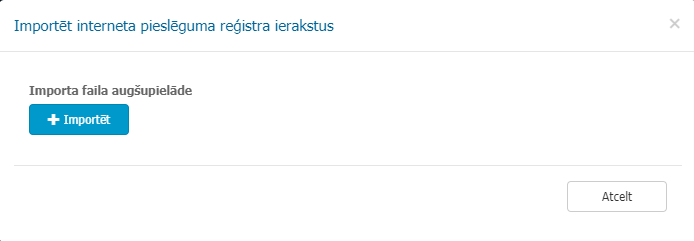 Importēt interneta pieslēguma reģistra ierakstus
×
Importa faila augšupielāde
Importēt
Atcelt